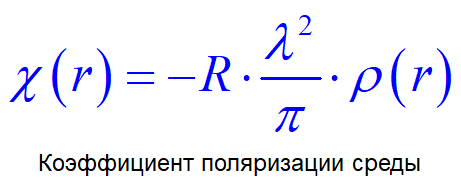 χ(r) = −R · λ²/π · ρ(r)
Коэффициент поляризации среды